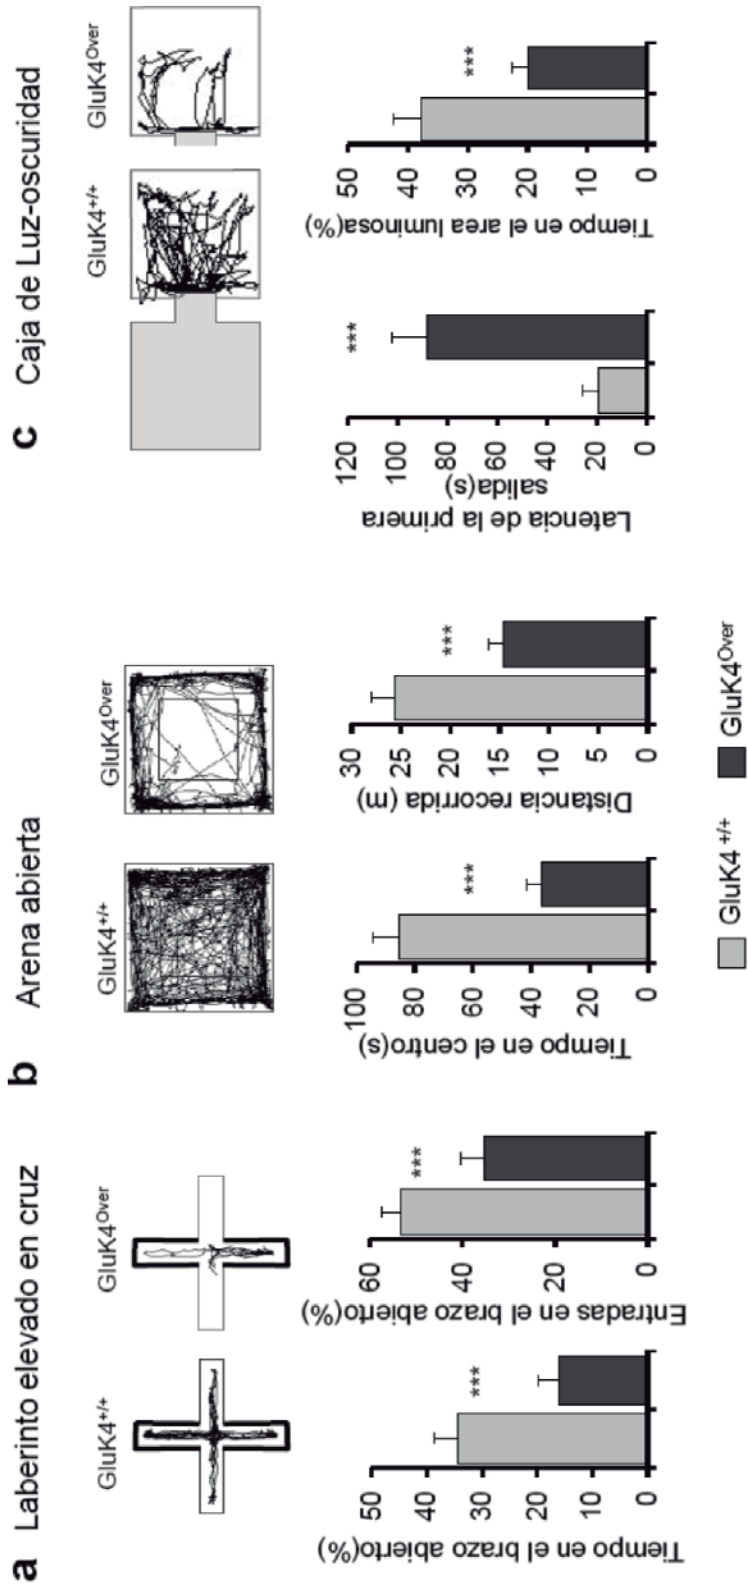 a Laberinto elevado en cruz
GluK4+/+
GluK4Over
Tiempo en el brazo abierto(%)
50
40
30
20
10
0
***
Entradas en el brazo abierto(%)
60
40
20
0
***
b Arena abierta
GluK4+/+
GluK4Over
Tiempo en el centro(s)
100
80
60
40
20
0
***
Distancia recorrida (m)
30
25
20
15
10
5
0
***
c Caja de Luz-oscuridad
GluK4+/+
GluK4Over
Latencia de la primera
salida(s)
120
100
80
60
40
20
0
***
Tiempo en el area luminosa(%)
50
40
30
20
10
0
***
GluK4 +/+
GluK4Over